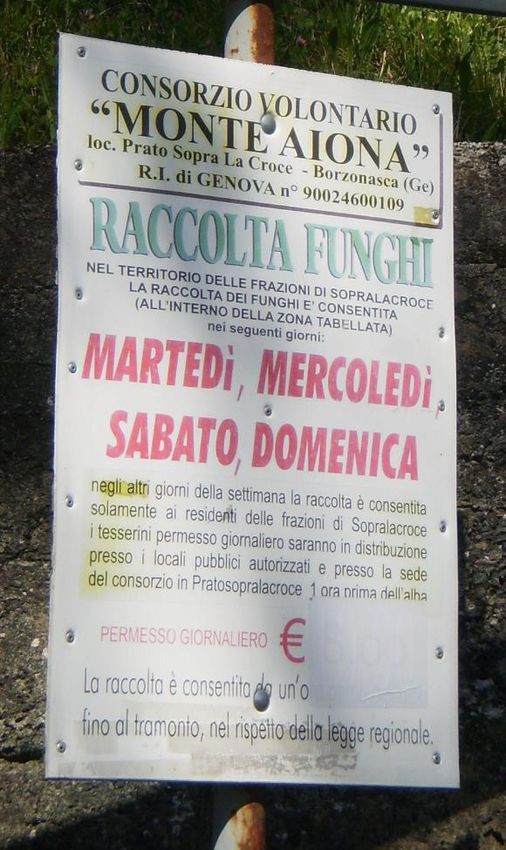 CONSORZIO VOLONTARIO
“MONTE AIONA”
loc. Prato Sopra La Croce - Borzonasca (Ge)
R.I. di GENOVA n° 90024600109
RACCOLTA FUNGHI
NEL TERRITORIO DELLE FRAZIONI DI SOPRALACROCE
LA RACCOLTA DEI FUNGHI E' CONSENTITA
(ALL'INTERNO DELLA ZONA TABELLATA)
nei seguenti giorni:
MARTEDì, MERCOLEDì,
SABATO, DOMENICA
negli altri giorni della settimana la raccolta è consentita
solamente ai residenti delle frazioni di Sopralacroce
i tesserini permesso giornaliero saranno in distribuzione
presso i locali pubblici autorizzati e presso la sede
del consorzio in Pratosopralacroce 1 ora prima dell'alba
PERMESSO GIORNALIERO €
La raccolta è consentita da un'o
fino al tramonto, nel rispetto della legge regionale.